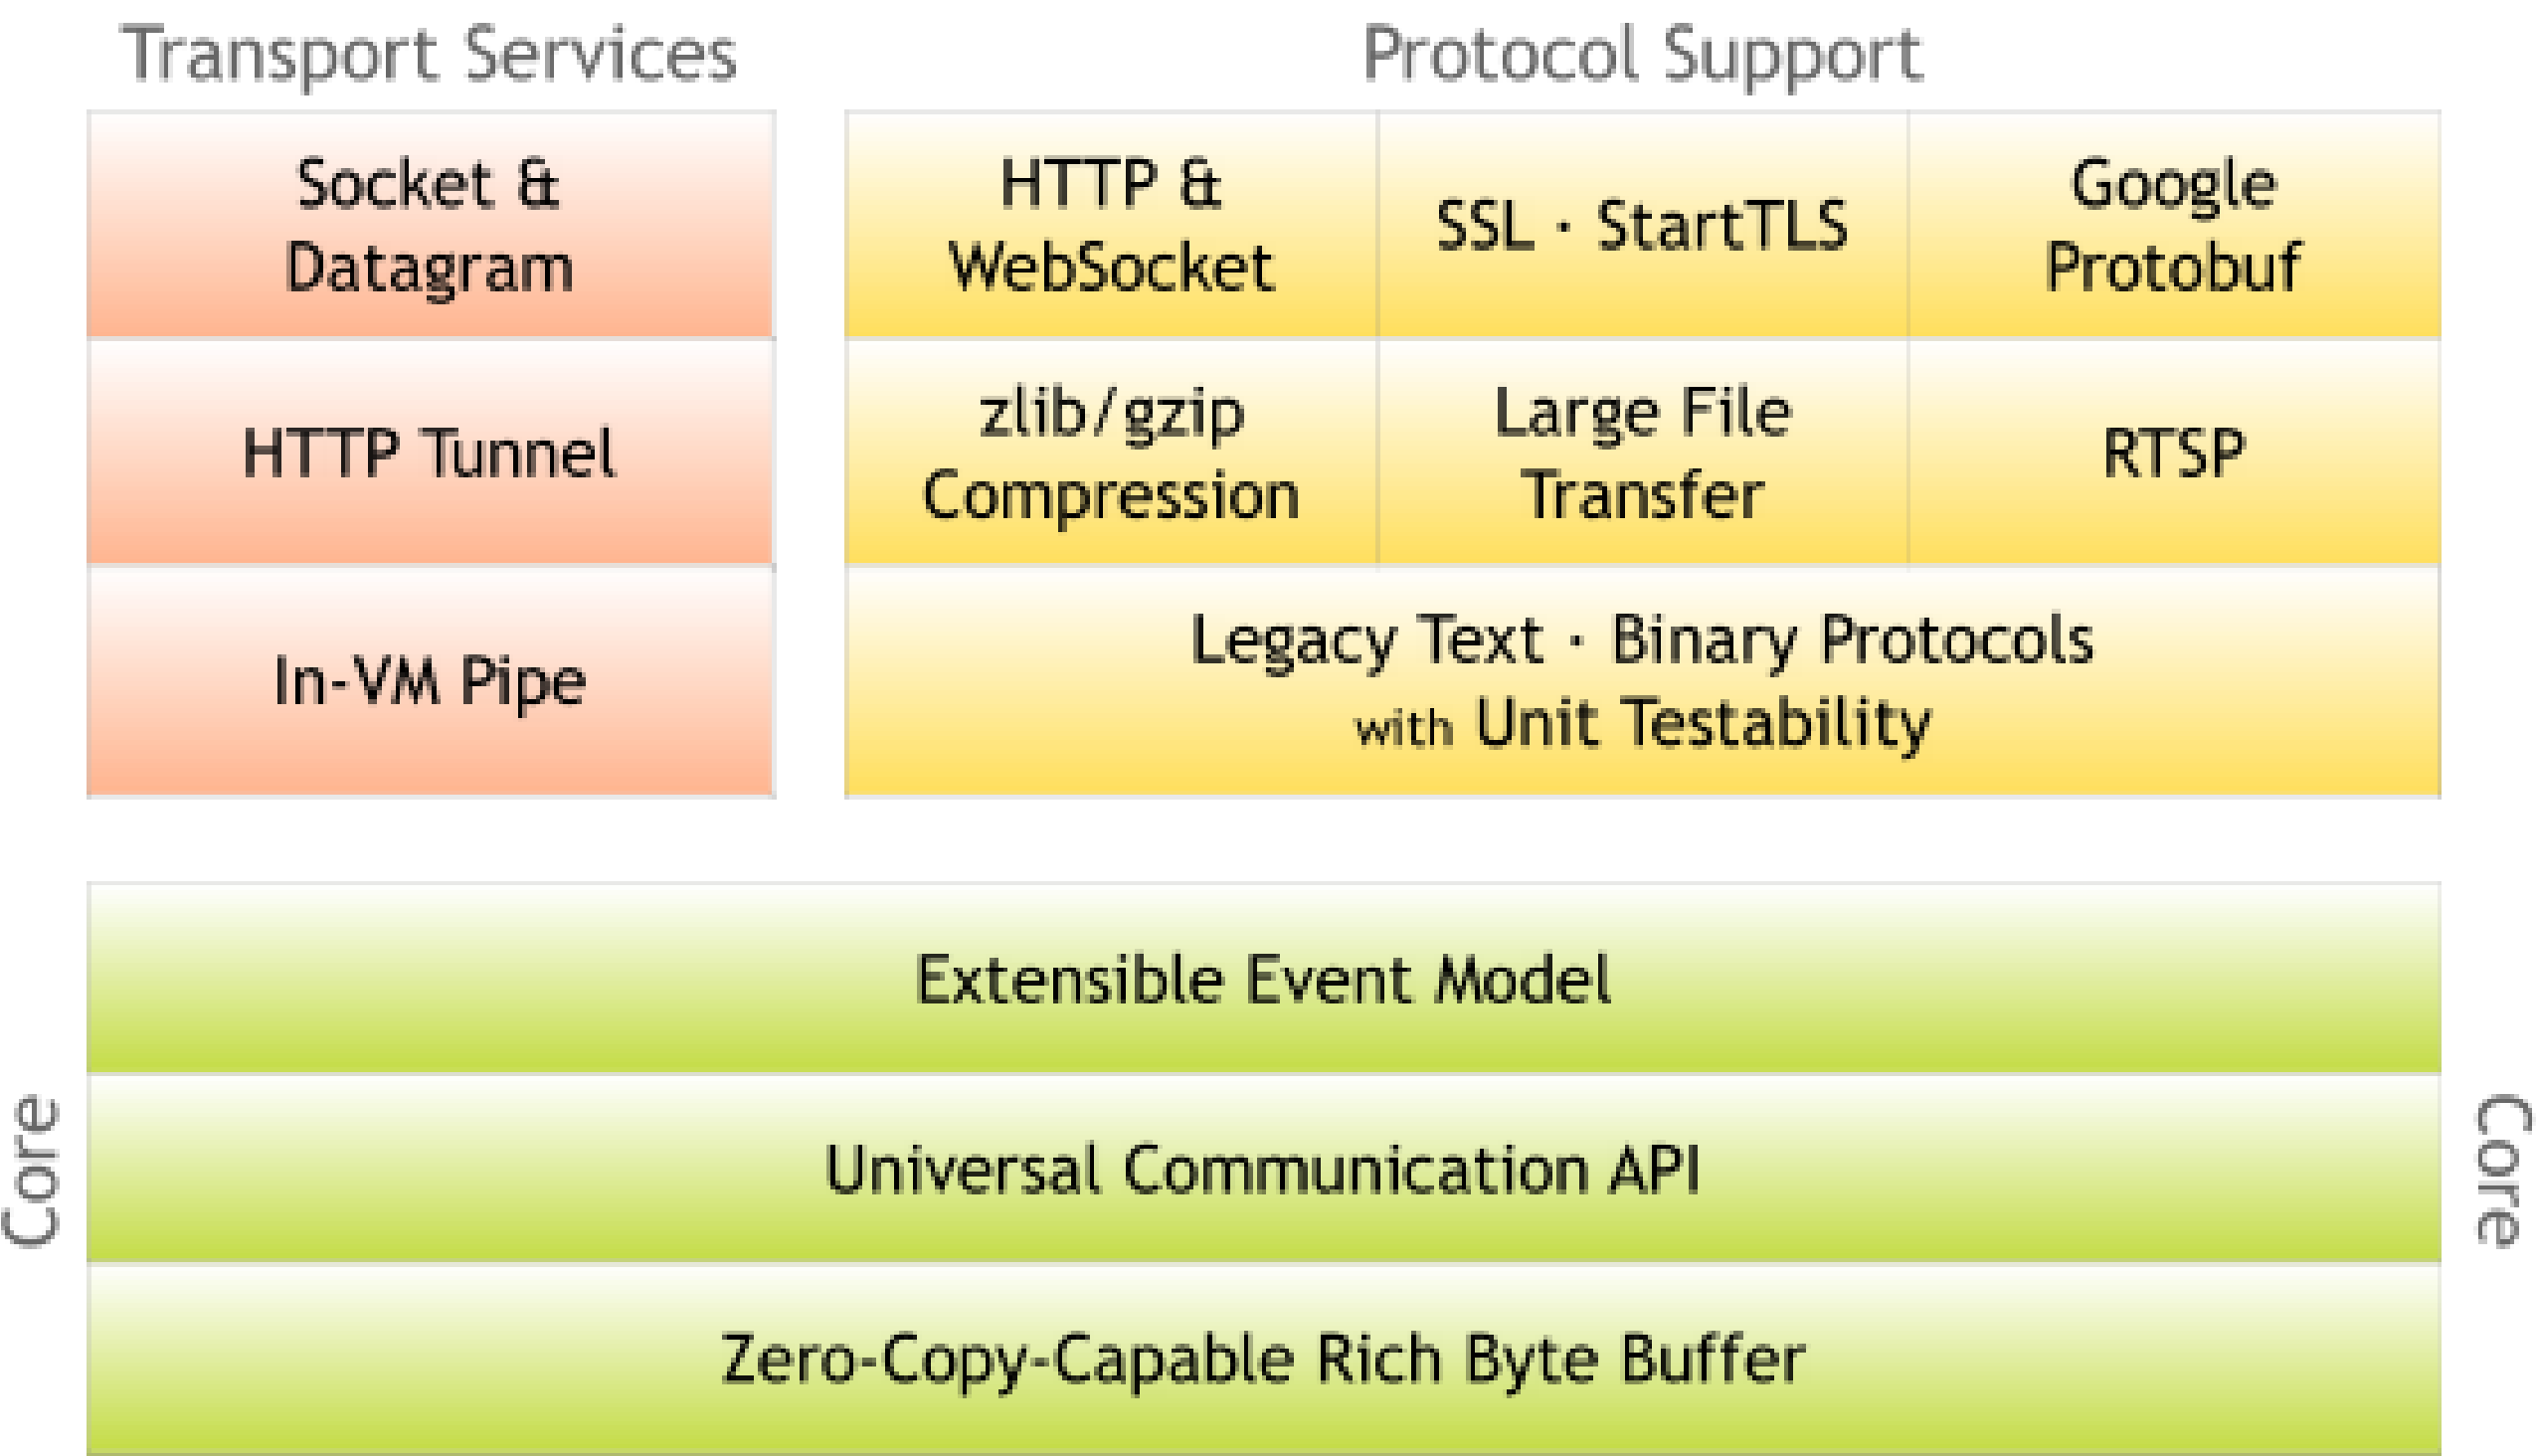 Transport Services
Socket &
Datagram
HTTP Tunnel
In-VM Pipe
Protocol Support
HTTP &
WebSocket
SSL · StartTLS
Google
Protobuf
zlib/gzip
Compression
Large File
Transfer
RTSP
Legacy Text · Binary Protocols
with Unit Testability
Core
Extensible Event Model
Universal Communication API
Zero-Copy-Capable Rich Byte Buffer
Core